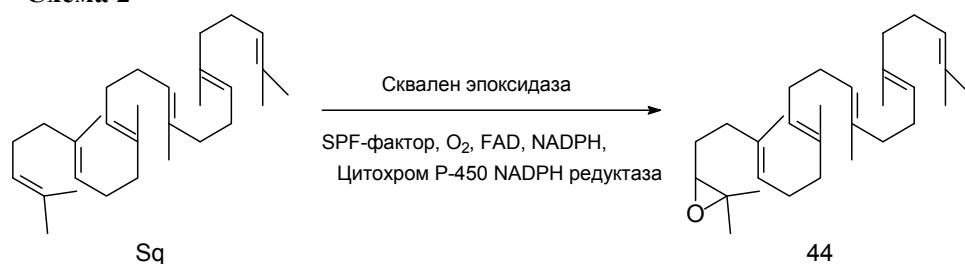 Схема 2
Сквален эпоксидаза
SPF-фактор, O2, FAD, NADPH,
Цитохром P-450 NADPH редуктаза
O
Sq
44